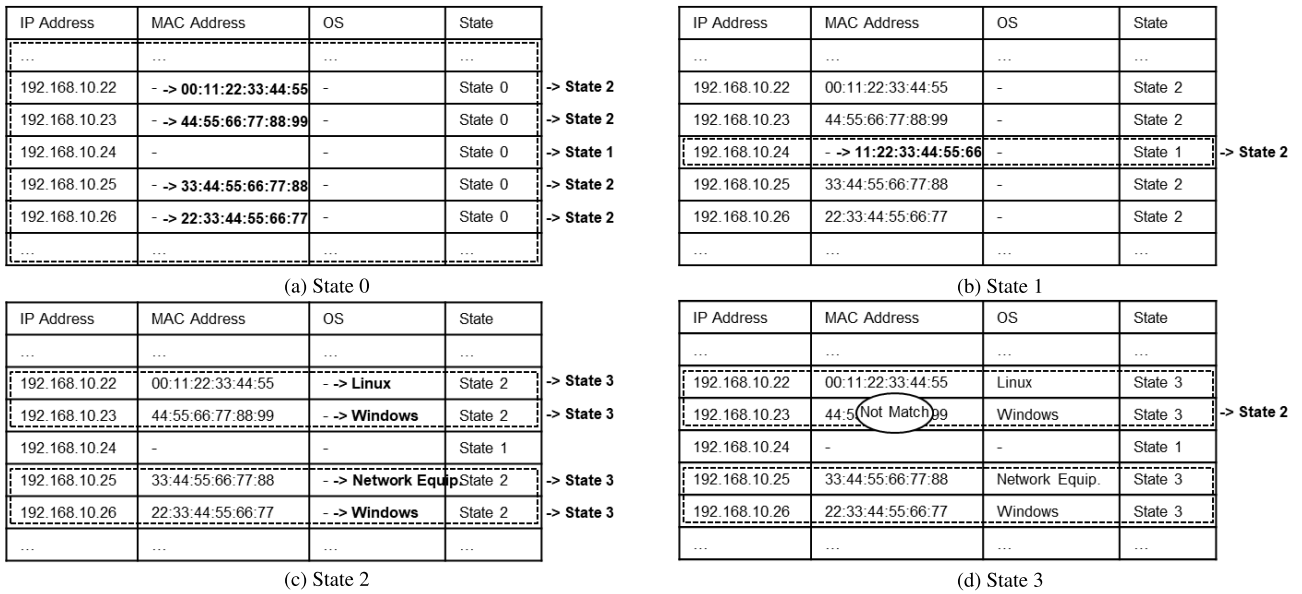 IP Address MAC Address OS State
... ... ... ...
192.168.10.22 - -> 00:11:22:33:44:55 - State 0 -> State 2
192.168.10.23 - -> 44:55:66:77:88:99 - State 0 -> State 2
192.168.10.24 - - State 0 -> State 1
192.168.10.25 - -> 33:44:55:66:77:88 - State 0 -> State 2
192.168.10.26 - -> 22:33:44:55:66:77 - State 0 -> State 2
... ... ... ...
(a) State 0
IP Address MAC Address OS State
... ... ... ...
192.168.10.22 00:11:22:33:44:55 - State 2
192.168.10.23 44:55:66:77:88:99 - State 2
192.168.10.24 - -> 11:22:33:44:55:66 - State 1 -> State 2
192.168.10.25 33:44:55:66:77:88 - State 2
192.168.10.26 22:33:44:55:66:77 - State 2
... ... ... ...
(b) State 1
IP Address MAC Address OS State
... ... ... ...
192.168.10.22 00:11:22:33:44:55 - -> Linux State 2 -> State 3
192.168.10.23 44:55:66:77:88:99 - -> Windows State 2 -> State 3
192.168.10.24 - - State 1
192.168.10.25 33:44:55:66:77:88 - -> Network Equip. State 2 -> State 3
192.168.10.26 22:33:44:55:66:77 - -> Windows State 2 -> State 3
... ... ... ...
(c) State 2
IP Address MAC Address OS State
... ... ... ...
192.168.10.22 00:11:22:33:44:55 Linux State 3
192.168.10.23 44:5 Not Match 99 Windows State 3 -> State 2
192.168.10.24 - - State 1
192.168.10.25 33:44:55:66:77:88 Network Equip. State 3
192.168.10.26 22:33:44:55:66:77 Windows State 3
... ... ... ...
(d) State 3